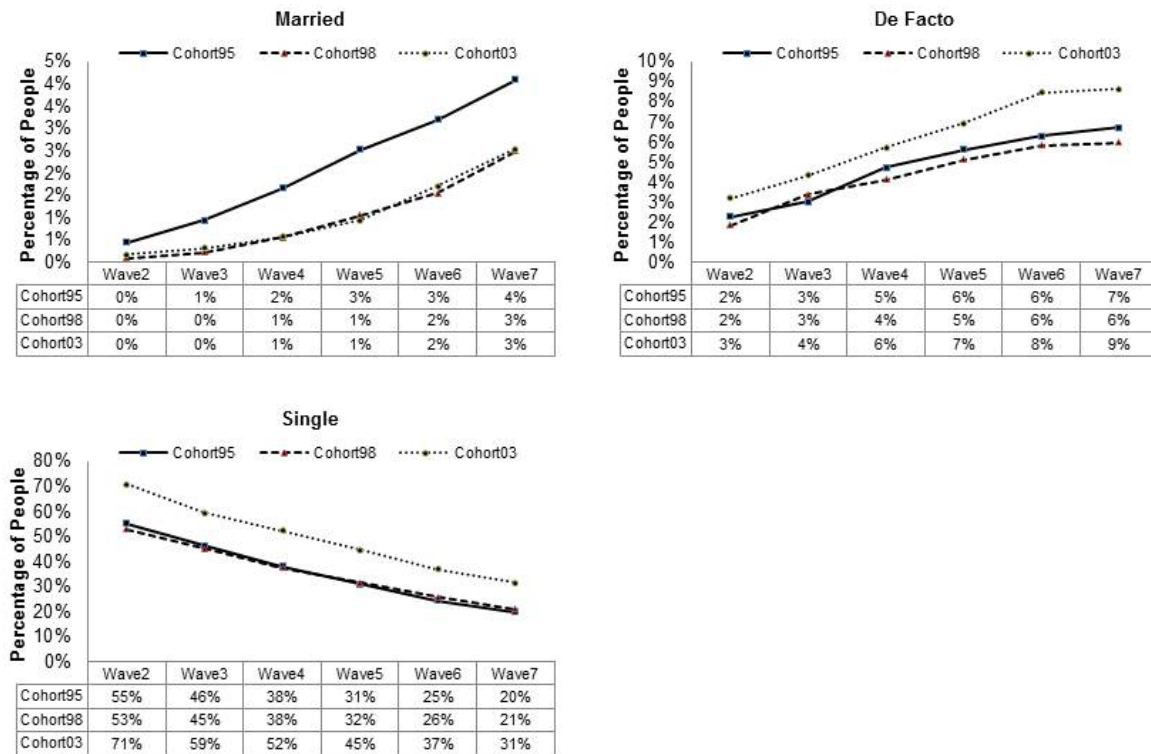 Married
Cohort95 Cohort98 Cohort03
Percentage of People
5%
4%
4%
3%
3%
2%
2%
1%
1%
0%
Wave2 Wave3 Wave4 Wave5 Wave6 Wave7
Cohort95 0% 1% 2% 3% 3% 4%
Cohort98 0% 0% 1% 1% 2% 3%
Cohort03 0% 0% 1% 1% 2% 3%
De Facto
Cohort95 Cohort98 Cohort03
Percentage of People
10%
9%
8%
7%
6%
5%
4%
3%
2%
1%
0%
Wave2 Wave3 Wave4 Wave5 Wave6 Wave7
Cohort95 2% 3% 5% 6% 6% 7%
Cohort98 2% 3% 4% 5% 6% 6%
Cohort03 3% 4% 6% 7% 8% 9%
Single
Cohort95 Cohort98 Cohort03
Percentage of People
80%
70%
60%
50%
40%
30%
20%
10%
0%
Wave2 Wave3 Wave4 Wave5 Wave6 Wave7
Cohort95 55% 46% 38% 31% 25% 20%
Cohort98 53% 45% 38% 32% 26% 21%
Cohort03 71% 59% 52% 45% 37% 31%